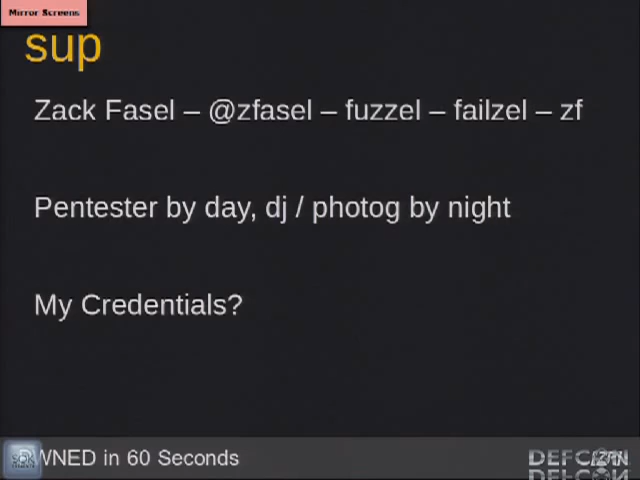 Mirror Screens
sup
Zack Fasel – @zfasel – fuzzel – failzel – zf
Pentester by day, dj / photog by night
My Credentials?
WNED in 60 Seconds
DEFCON